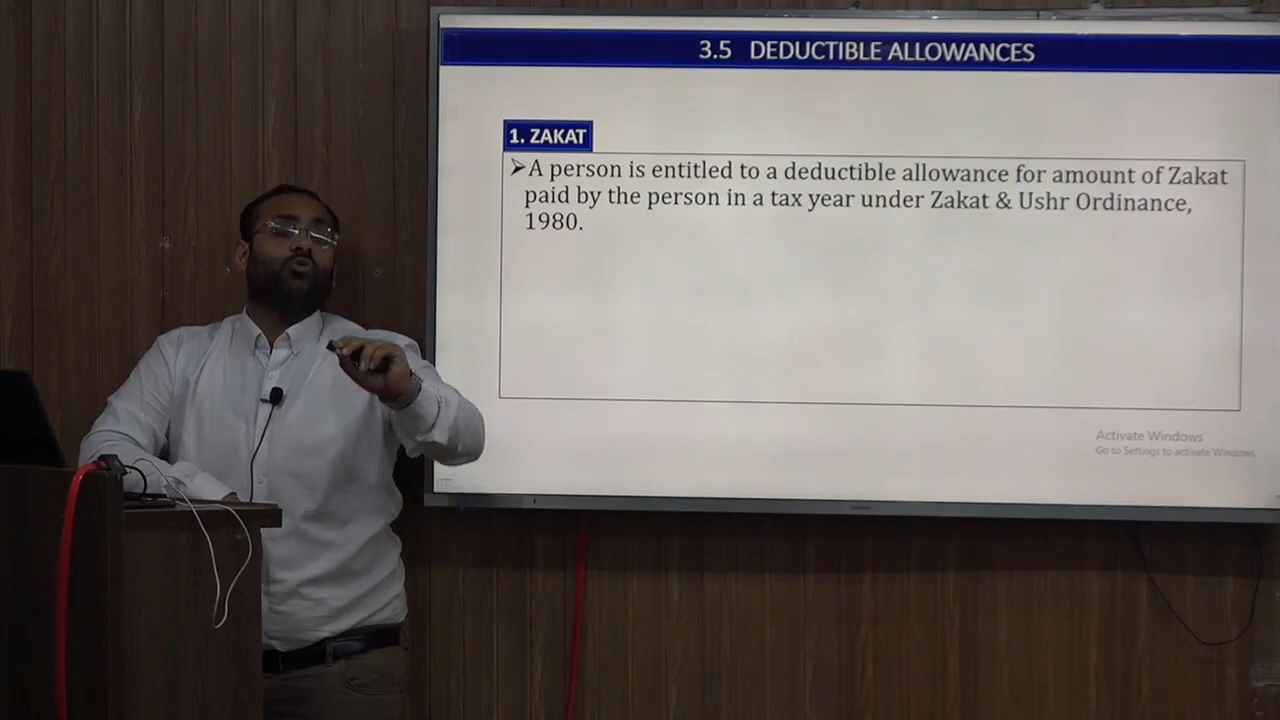 3.5 DEDUCTIBLE ALLOWANCES
1. ZAKAT
➢A person is entitled to a deductible allowance for amount of Zakat
paid by the person in a tax year under Zakat & Ushr Ordinance,
1980.
Activate Windows
Go to Settings to activate Windows.